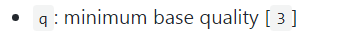 • q: minimum base quality [ 3 ]